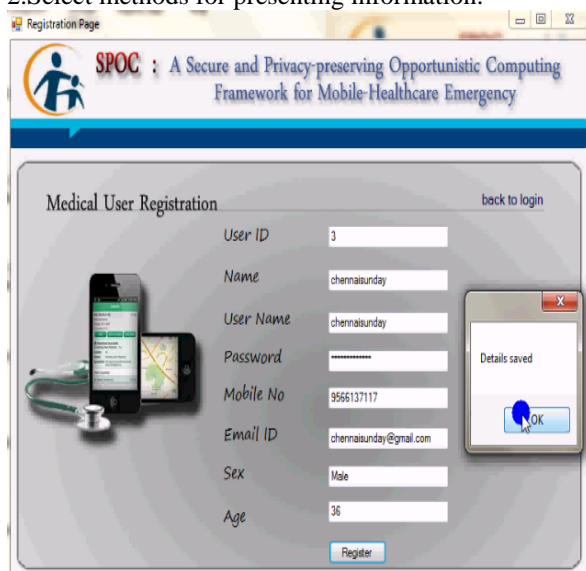 2.Select methods for presenting information.
Registration Page
SPOC : A Secure and Privacy-preserving Opportunistic Computing
Framework for Mobile-Healthcare Emergency
Medical User Registration
back to login
User ID 3
Name chennaisunday
User Name chennaisunday
Password •••••••••••••
Mobile No 9566137117
Details saved
OK
Email ID chennaisunday@gmail.com
Sex Male
Age 36
Register